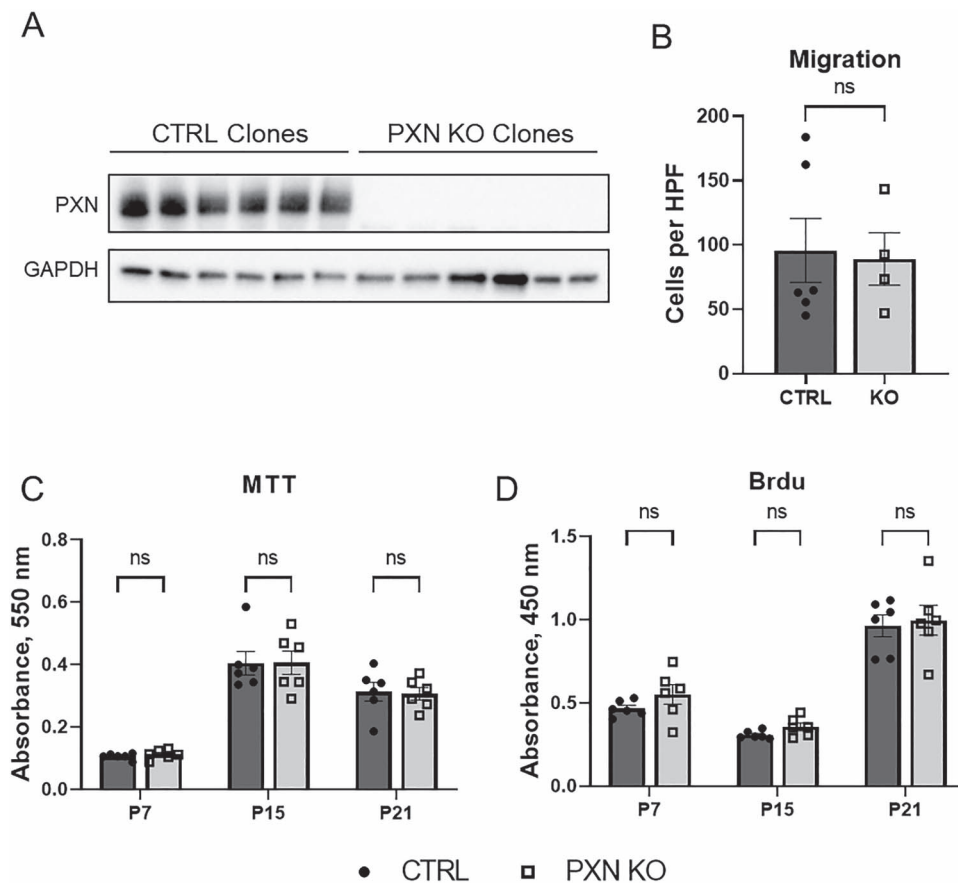 A
CTRL Clones PXN KO Clones
PXN
GAPDH
B
Migration
ns
200
150
100
50
0
Cells per HPF
CTRL KO
C
MTT
ns ns ns
0.8
0.6
0.4
0.2
0.0
Absorbance, 550 nm
P7 P15 P21
D
Brdu
ns ns ns
1.5
1.0
0.5
0.0
Absorbance, 450 nm
P7 P15 P21
CTRL PXN KO